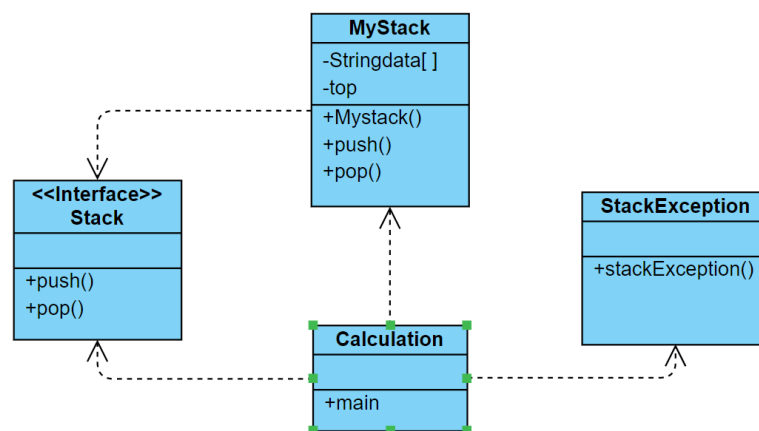 MyStack
-Stringdata[ ]
-top
+Mystack()
+push()
+pop()
<<Interface>>
Stack
+push()
+pop()
StackException
+stackException()
Calculation
+main